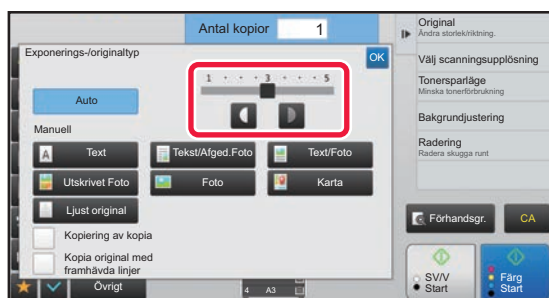 Antal kopior 1
Exponerings-/originaltyp
OK
1 3 5
Auto
Manuell
A Text
Tekst/Afged.Foto
Text/Foto
Utskrivet Foto
Foto
Karta
Ljust original
Kopiering av kopia
Kopia original med
framhävda linjer
Övrigt
4 A3
Original
Ändra storlek/riktning.
Välj scanningsupplösning
Tonersparläge
Minska tonerförbrukning
Bakgrundjustering
Radering
Radera skugga runt
Förhandsgr.
CA
SV/V
Start
Färg
Start